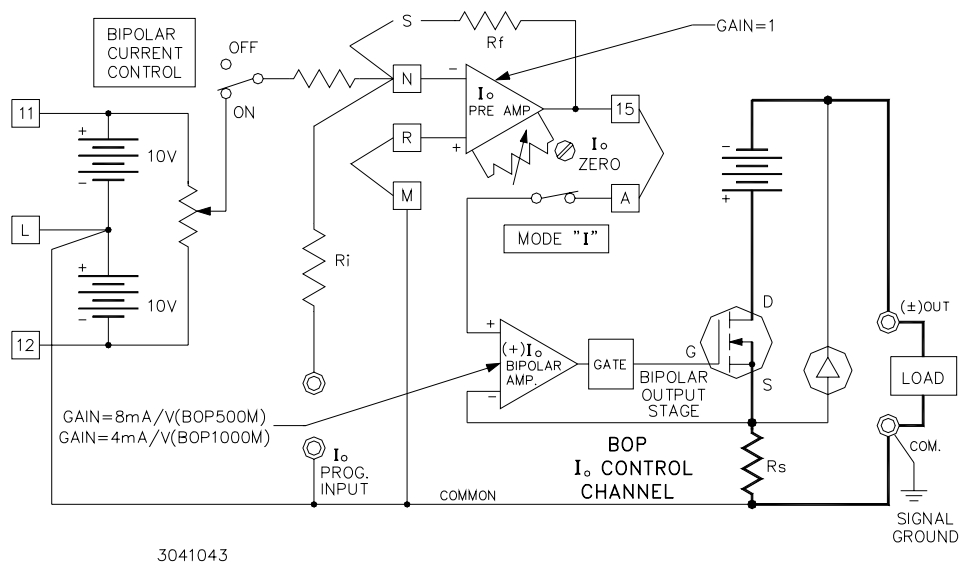 BIPOLAR
CURRENT
CONTROL
OFF
ON
S
Rf
GAIN=1
N
−
Io
PRE AMP
15
11
+
10V
−
R
+
Io
ZERO
−
+
M
A
L
MODE "I"
Ri
+
10V
−
12
D
(±)OUT
+
(+)Io
BIPOLAR
AMP.
−
GATE
G
S
BIPOLAR
OUTPUT
STAGE
LOAD
GAIN=8mA/V(BOP500M)
GAIN=4mA/V(BOP1000M)
Io
PROG.
INPUT
BOP
Io CONTROL
CHANNEL
Rs
COM.
COMMON
SIGNAL
GROUND
3041043